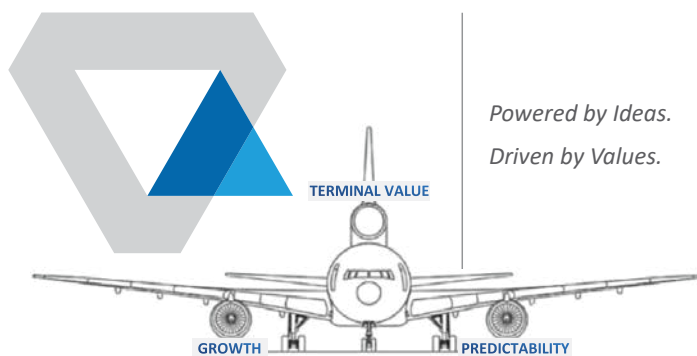 Powered by Ideas.
Driven by Values.
TERMINAL VALUE
GROWTH
PREDICTABILITY